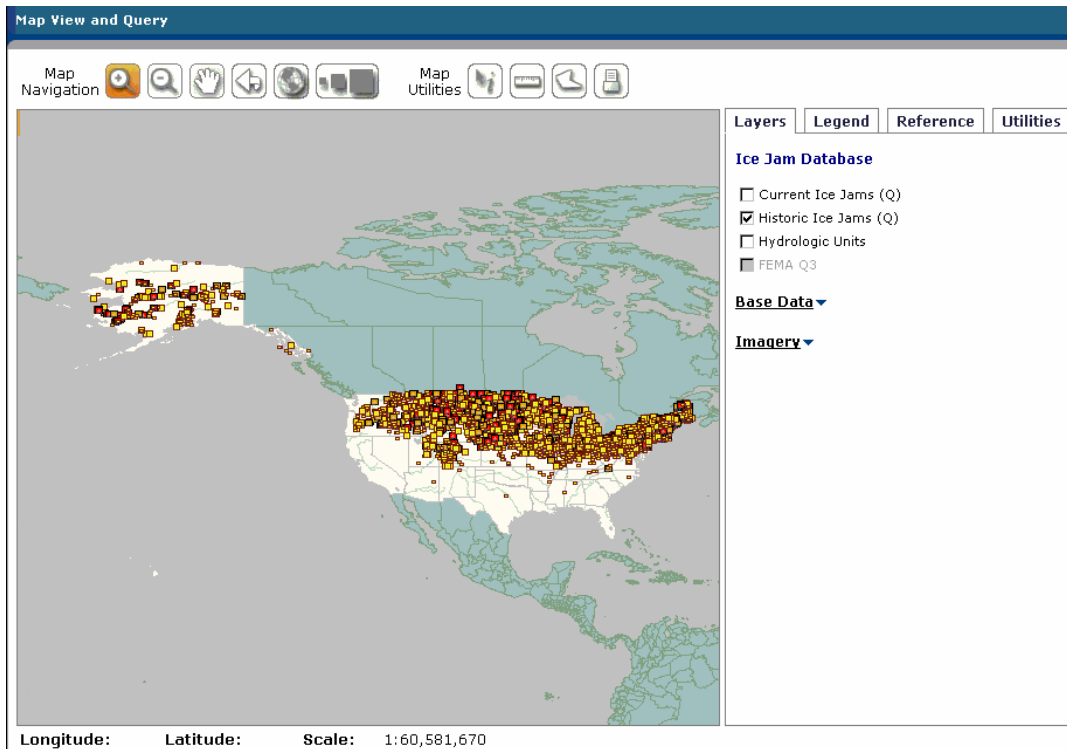 Map View and Query
Map
Navigation
Map
Utilities
Layers
Legend
Reference
Utilities
Ice Jam Database
Current Ice Jams (Q)
Historic Ice Jams (Q)
Hydrologic Units
FEMA Q3
Base Data
Imagery
Longitude: Latitude: Scale: 1:60,581,670